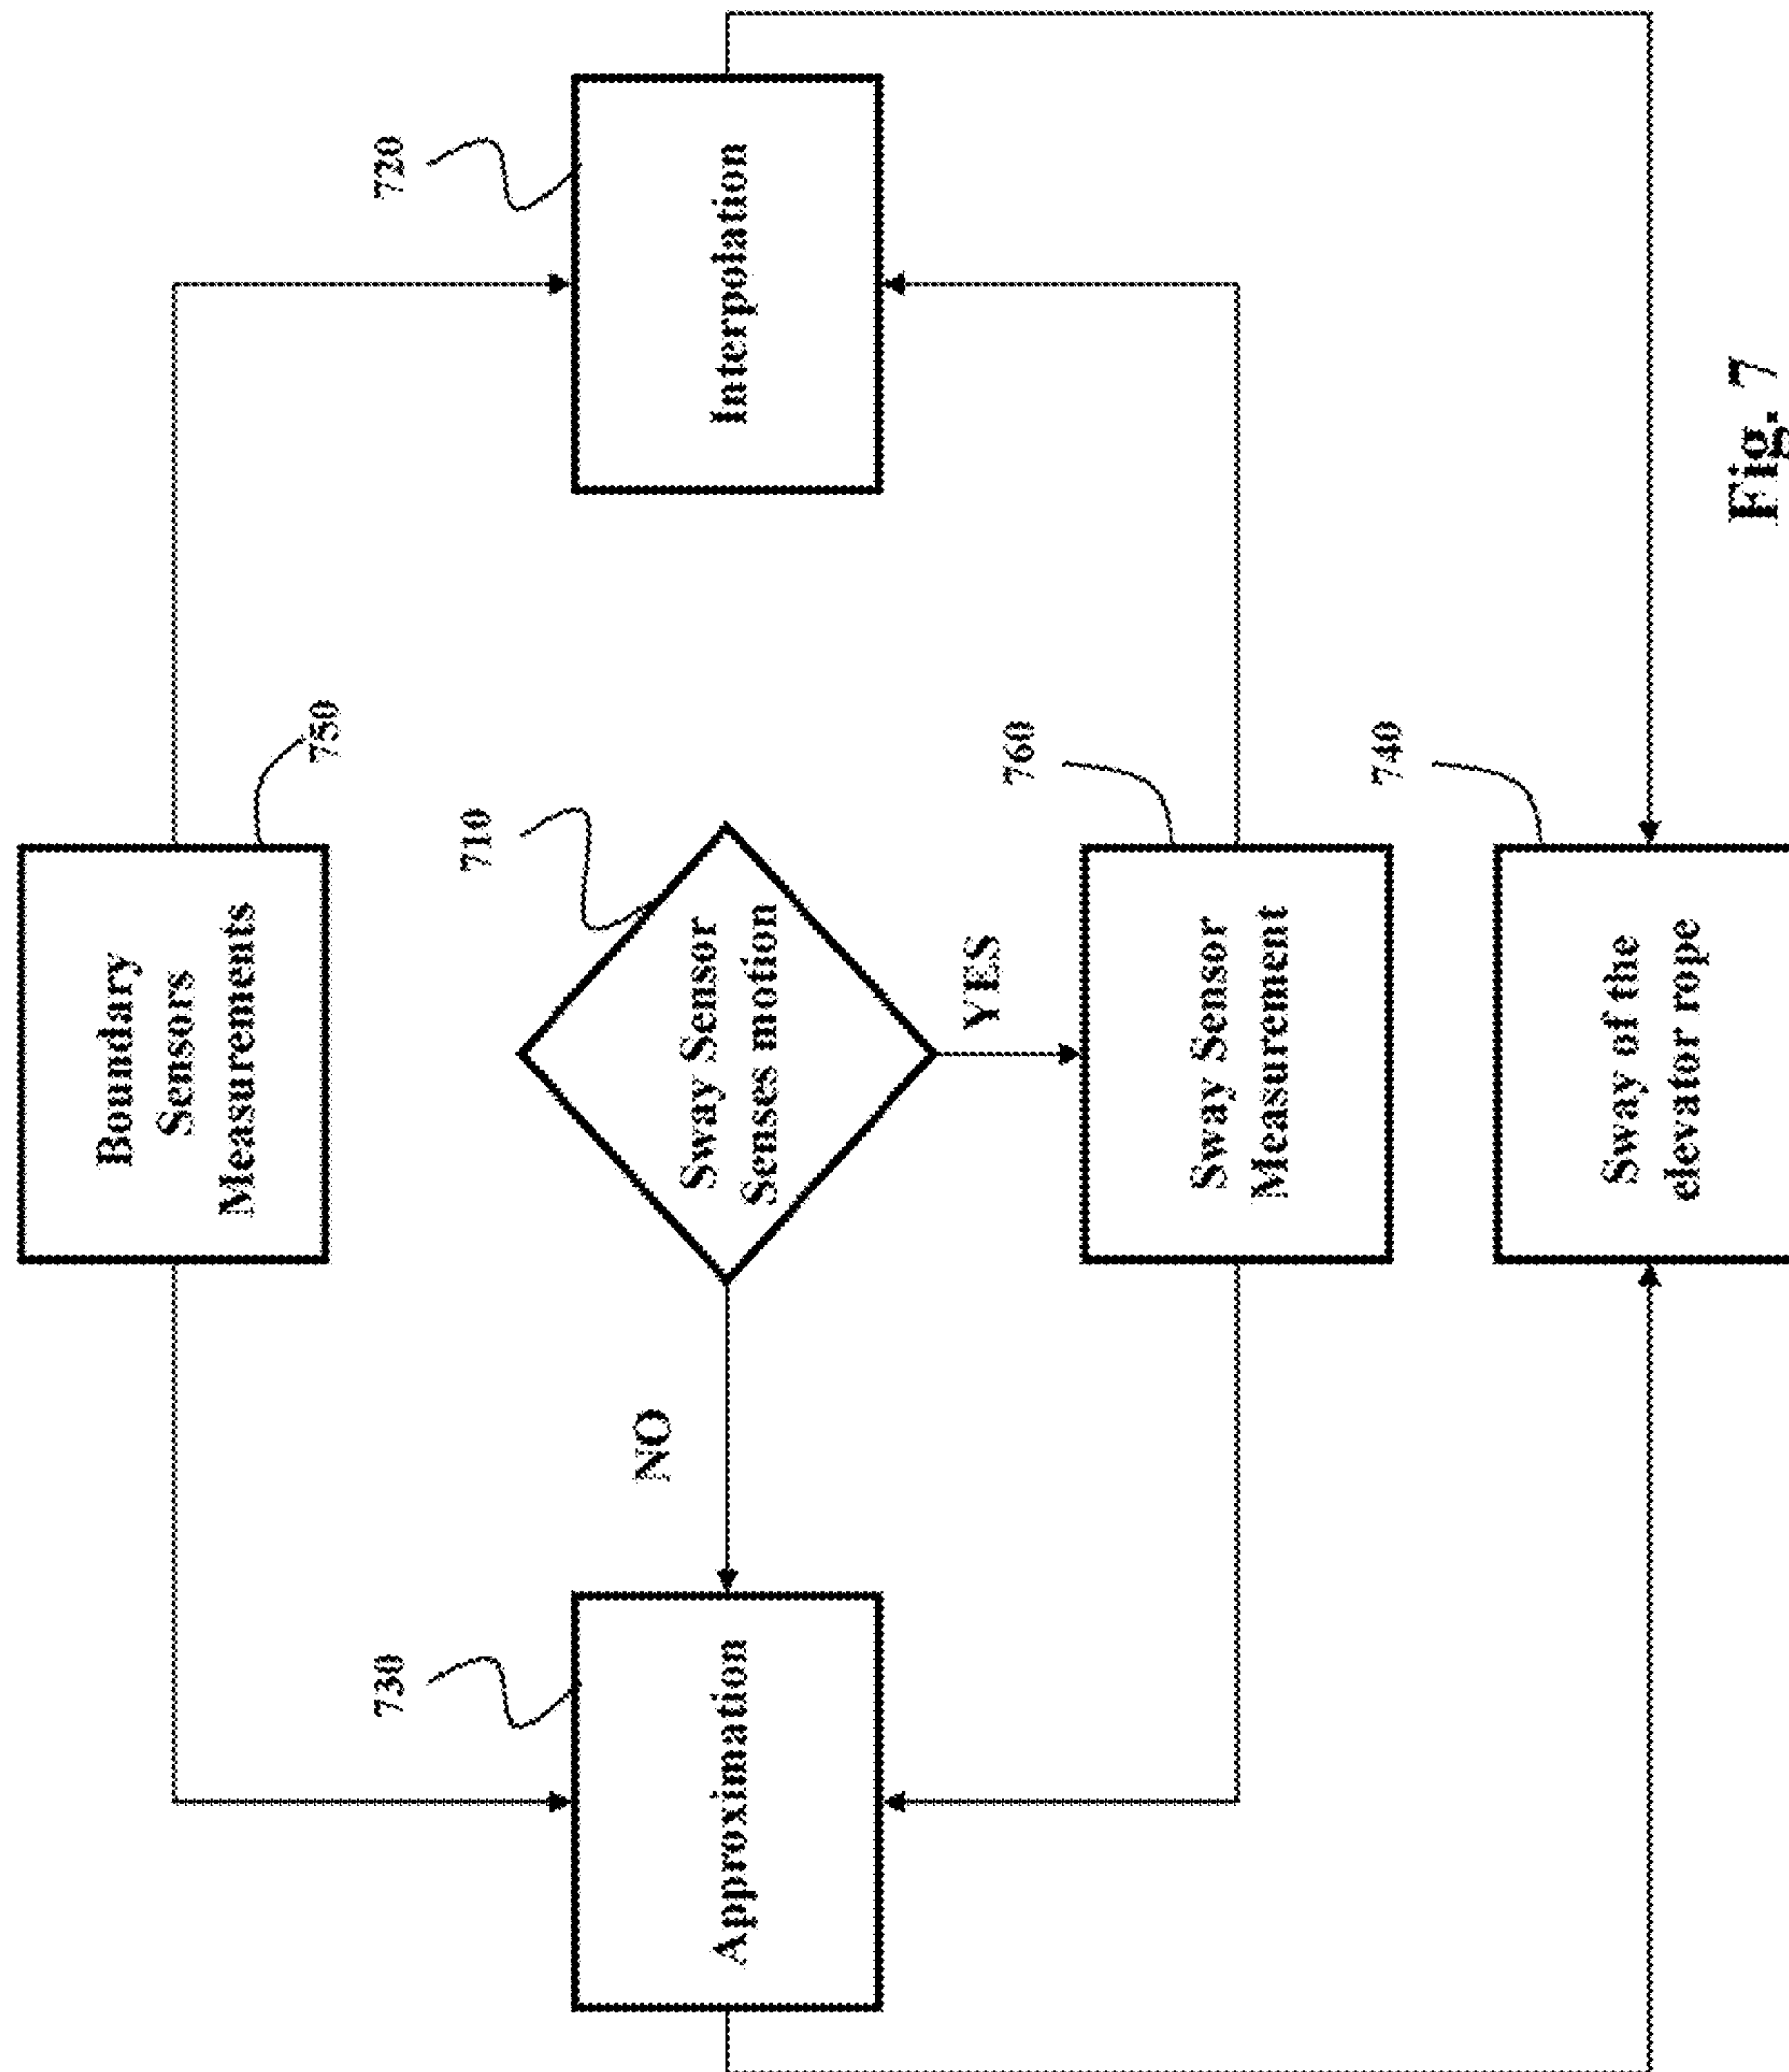 Boundary
Sensors
Measurements
750
710
Sway Sensor
Senses motion
NO
YES
730
Approximation
720
Interpolation
760
Sway Sensor
Measurement
740
Sway of the
elevator rope
Fig. 7